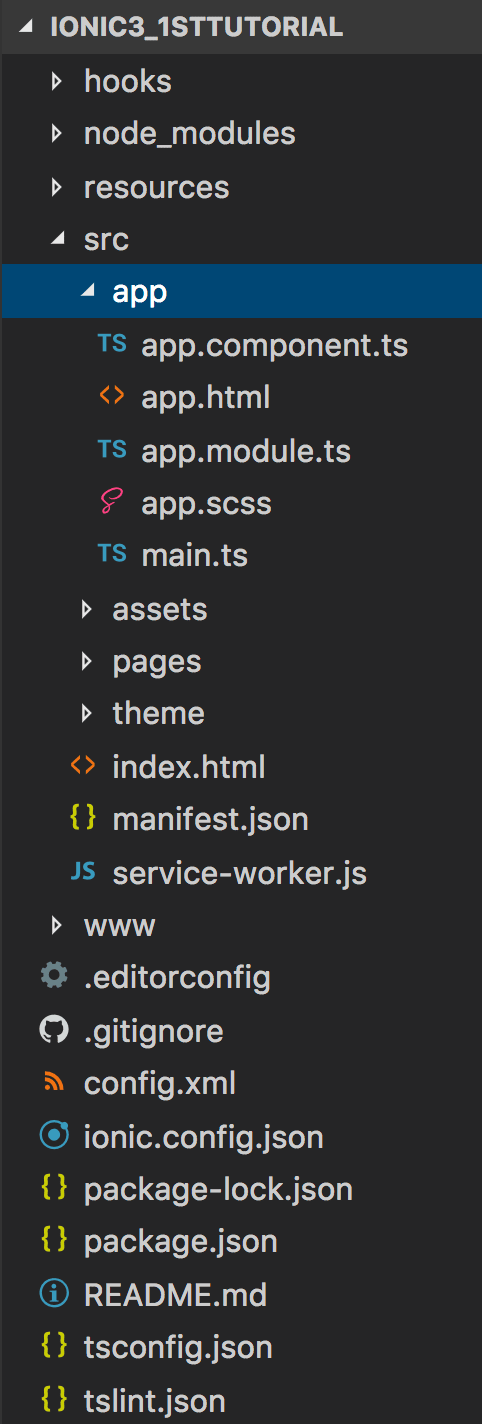 IONIC3_1STTUTORIAL
hooks
node_modules
resources
src
app
TS app.component.ts
<> app.html
TS app.module.ts
app.scss
TS main.ts
assets
pages
theme
<> index.html
{} manifest.json
JS service-worker.js
www
.editorconfig
.gitignore
config.xml
ionic.config.json
{} package-lock.json
{} package.json
README.md
{} tsconfig.json
{} tslint.json